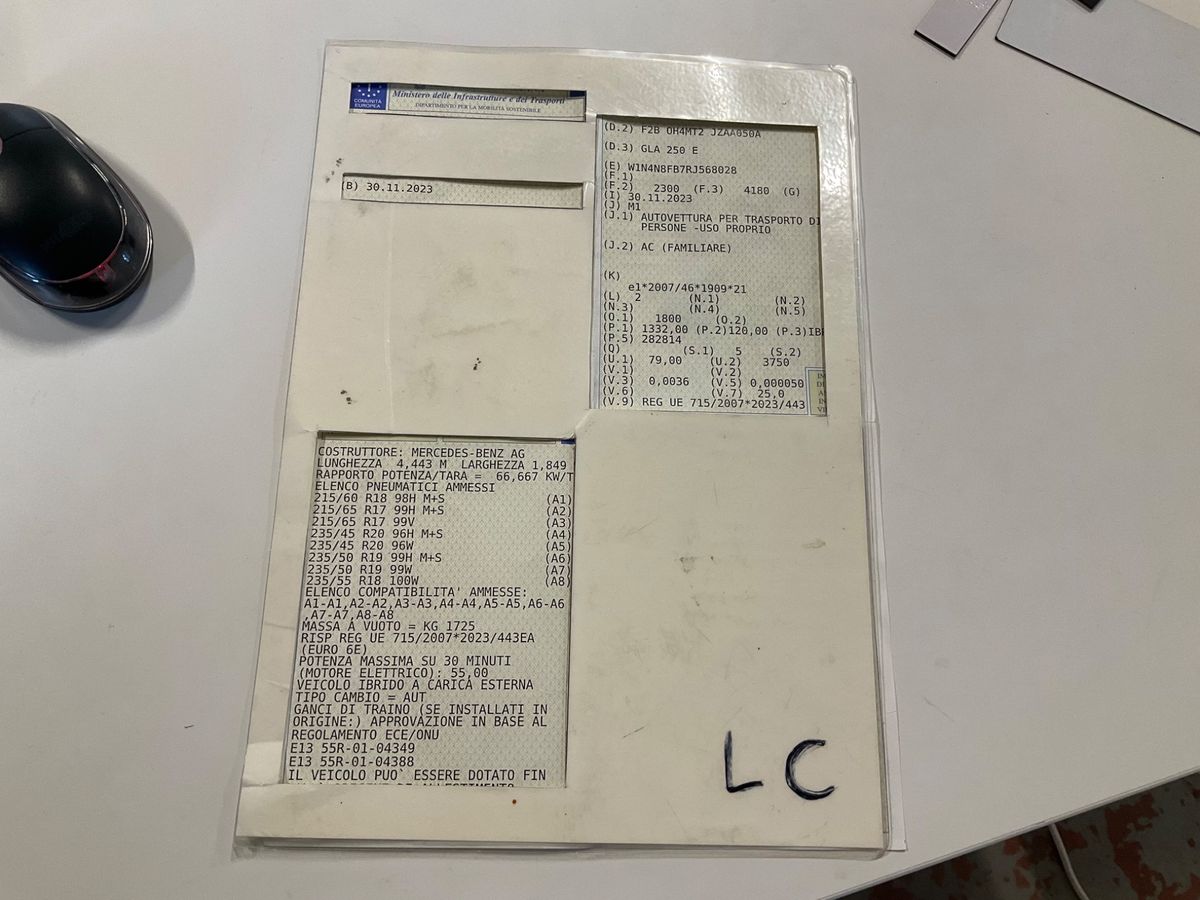 COMUNITÀ
EUROPEA
Ministero delle Infrastrutture e dei Trasporti
DIPARTIMENTO PER LA MOBILITÀ SOSTENIBILE
(B) 30.11.2023
(D.2) F2B OH4MT2 JZAA050A
(D.3) GLA 250 E
(E) W1N4N8FB7RJ568028
(F.1)
(F.2) 2300 (F.3) 4180 (G)
(I) 30.11.2023
(J) M1
(J.1) AUTOVETTURA PER TRASPORTO DI
PERSONE -USO PROPRIO
(J.2) AC (FAMILIARE)
(K)
e1*2007/46*1909*21
(L) 2 (N.1) (N.2)
(N.3) (N.4) (N.5)
(O.1) 1800 (O.2)
(P.1) 1332,00 (P.2)120,00 (P.3)IB
(P.5) 282814
(Q) (S.1) 5 (S.2)
(U.1) 79,00 (U.2) 3750
(V.1) (V.2)
(V.3) 0,0036 (V.5) 0,000050
(V.6) (V.7) 25,0
(V.9) REG UE 715/2007*2023/443
COSTRUTTORE: MERCEDES-BENZ AG
LUNGHEZZA 4,443 M LARGHEZZA 1,849
RAPPORTO POTENZA/TARA = 66,667 KW/T
ELENCO PNEUMATICI AMMESSI
215/60 R18 98H M+S (A1)
215/65 R17 99H M+S (A2)
215/65 R17 99V (A3)
235/45 R20 96H M+S (A4)
235/45 R20 96W (A5)
235/50 R19 99H M+S (A6)
235/50 R19 99W (A7)
235/55 R18 100W (A8)
ELENCO COMPATIBILITA' AMMESSE:
A1-A1,A2-A2,A3-A3,A4-A4,A5-A5,A6-A6
,A7-A7,A8-A8
MASSA A VUOTO = KG 1725
RISP REG UE 715/2007*2023/443EA
(EURO 6E)
POTENZA MASSIMA SU 30 MINUTI
(MOTORE ELETTRICO): 55,00
VEICOLO IBRIDO A CARICA ESTERNA
TIPO CAMBIO = AUT
GANCI DI TRAINO (SE INSTALLATI IN
ORIGINE:) APPROVAZIONE IN BASE AL
REGOLAMENTO ECE/ONU
E13 55R-01-04349
E13 55R-01-04388
IL VEICOLO PUO` ESSERE DOTATO FIN
LC